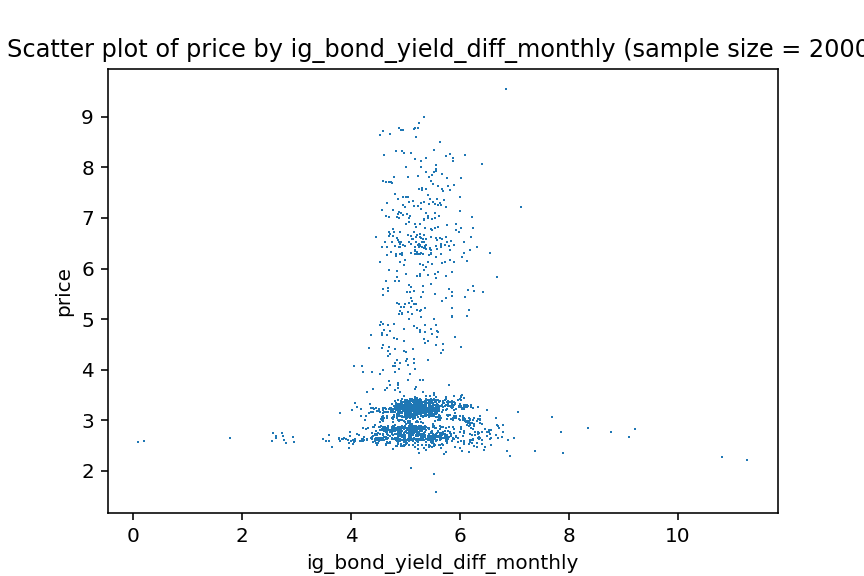 Scatter plot of price by ig_bond_yield_diff_monthly (sample size = 2000
9
8
7
6
5
4
3
2
price
0 2 4 6 8 10
ig_bond_yield_diff_monthly